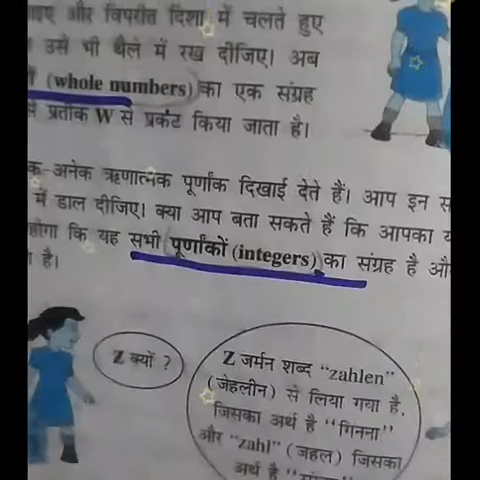 और विपरीत दिशा में चलते हुए
उसे भी थैले में रख दीजिए। अब
(whole numbers) का एक संग्रह
प्रतीक W से प्रकट किया जाता है।
अनेक ऋणात्मक पूर्णांक दिखाई देते हैं। आप इन
में डाल दीजिए। क्या आप बता सकते हैं कि आपका
होगा कि यह सभी पूर्णांकों (integers) का संग्रह है
है।
Z क्यों ?
Z जर्मन शब्द "zahlen"
(जेहलीन) से लिया गया है,
जिसका अर्थ है "गिनना"
और "zahl" (जहल) जिसका
अर्थ है